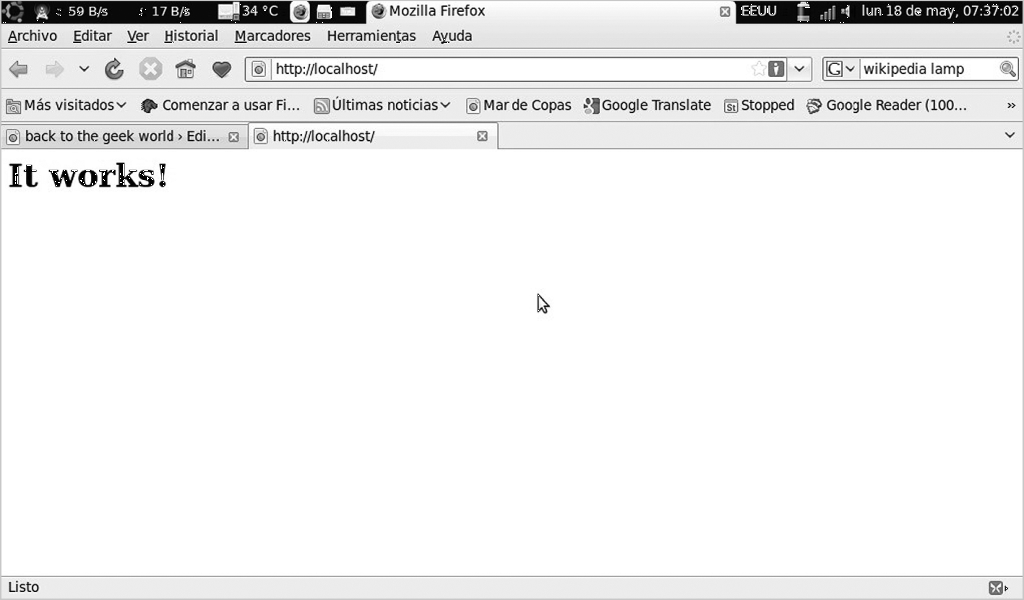 59 B/s 17 B/s 34 °C Mozilla Firefox EEUU lun 18 de may, 07:37:02
Archivo Editar Ver Historial Marcadores Herramientas Ayuda
http://localhost/ G wikipedia lamp
Más visitados Comenzar a usar Fi... Últimas noticias Mar de Copas Google Translate St Stopped Google Reader (100... »
back to the geek world › Edi... http://localhost/
It works!
Listo